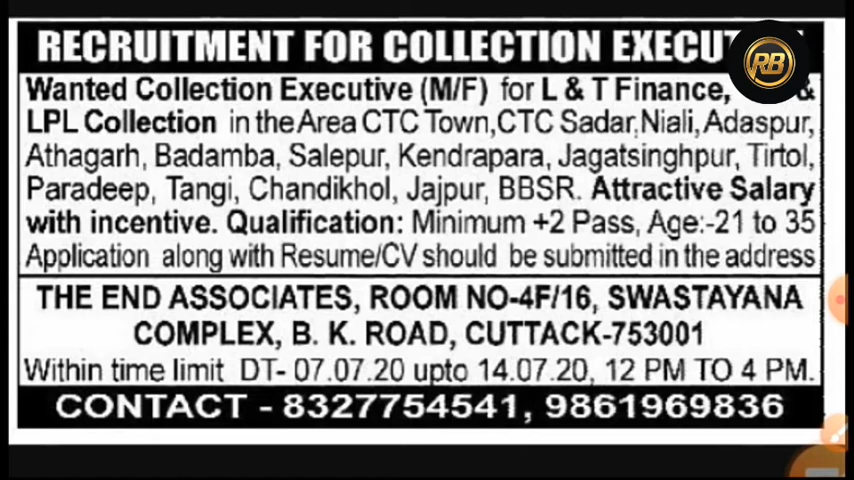 RECRUITMENT FOR COLLECTION
RB
Wanted Collection Executive (M/F) for L & T Finance, &
LPL Collection in the Area CTC Town, CTC Sadar, Niali, Adaspur,
Athagarh, Badamba, Salepur, Kendrapara, Jagatsinghpur, Tirtol,
Paradeep, Tangi, Chandikhol, Jajpur, BBSR. Attractive Salary
with incentive. Qualification: Minimum +2 Pass, Age:-21 to 35
Application along with Resume/CV should be submitted in the address
THE END ASSOCIATES, ROOM NO-4F/16, SWASTAYANA
COMPLEX, B. K. ROAD, CUTTACK-753001
Within time limit DT- 07.07.20 upto 14.07.20, 12 PM TO 4 PM.
CONTACT - 8327754541, 9861969836